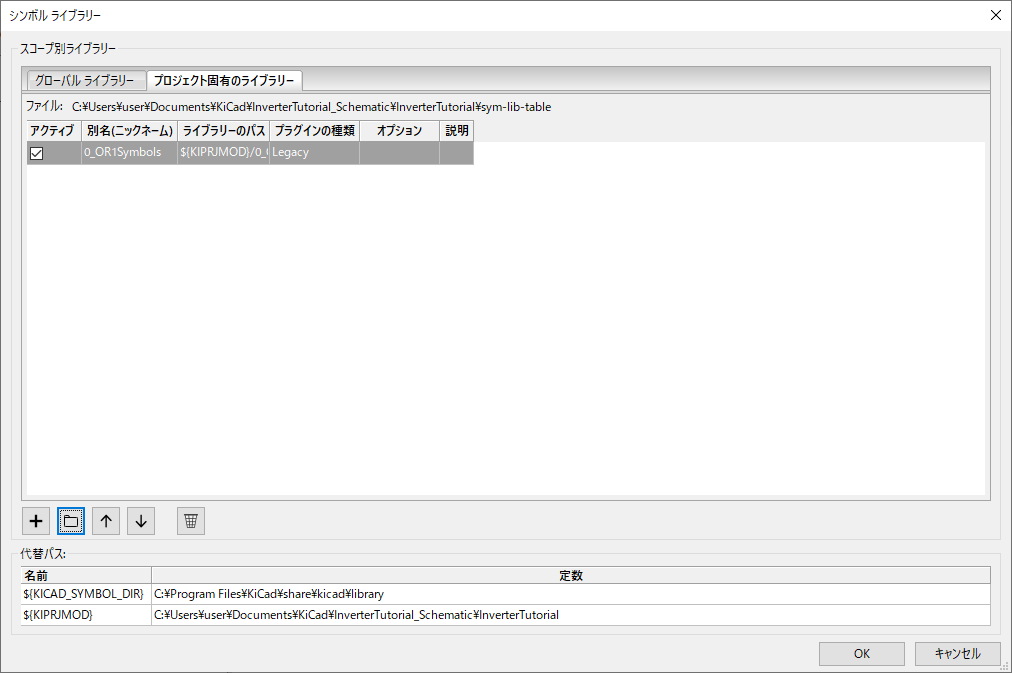 シンボル ライブラリー
スコープ別ライブラリー
グローバル ライブラリー プロジェクト固有のライブラリー
ファイル: C:¥Users¥user¥Documents¥KiCad¥InverterTutorial_Schematic¥InverterTutorial¥sym-lib-table
アクティブ 別名(ニックネーム) ライブラリーのパス プラグインの種類 オプション 説明
0_OR1Symbols ${KIPRJMOD}/0_ Legacy
代替パス:
名前 定数
${KICAD_SYMBOL_DIR} C:¥Program Files¥KiCad¥share¥kicad¥library
${KIPRJMOD} C:¥Users¥user¥Documents¥KiCad¥InverterTutorial_Schematic¥InverterTutorial
OK キャンセル